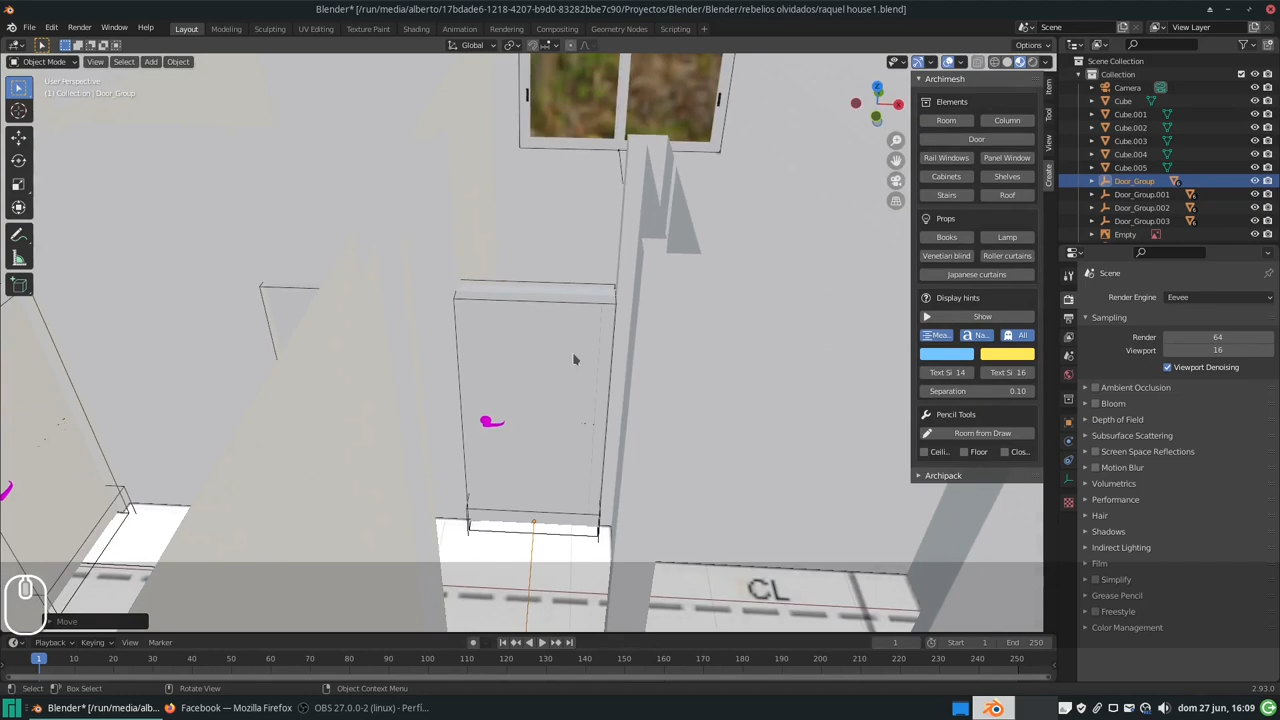 Blender* [/run/media/alberto/17bdade6-1218-4207-b9d0-83282bbe7c90/Proyectos/Blender/Blender/rebelios olvidados/raquel house1.blend]
File Edit Render Window Help Layout Modeling Sculpting UV Editing Texture Paint Shading Animation Rendering Compositing Geometry Nodes Scripting Scene View Layer
Global Options
Object Mode View Select Add Object
User Perspective
(1) Collection | Door_Group
Archimesh
Elements
Room Column
Door
Rail Windows Panel Window
Cabinets Shelves
Stairs Roof
Props
Books Lamp
Venetian blind Roller curtains
Japanese curtains
Display hints
Show
Mea... Na... All
Text Si 14 Text Si 16
Separation 0.10
Pencil Tools
Room from Draw
Ceili... Floor Clos...
Archipack
Item
Tool
View
Create
Scene Collection
Collection
Camera
Cube
Cube.001
Cube.002
Cube.003
Cube.004
Cube.005
Door_Group
Door_Group.001
Door_Group.002
Door_Group.003
Empty
Scene
Render Engine Eevee
Sampling
Render 64
Viewport 16
Viewport Denoising
Ambient Occlusion
Bloom
Depth of Field
Subsurface Scattering
Screen Space Reflections
Motion Blur
Volumetrics
Performance
Hair
Shadows
Indirect Lighting
Film
Simplify
Grease Pencil
Freestyle
Color Management
CL
Move
Playback Keying View Marker 1 Start 1 End 250
1 10 20 30 40 50 60 70 80 90 100 110 120 130 140 150 160 170 180 190 200 210 220 230 240 250
Select Box Select Rotate View Object Context Menu 2.93.0
Blender* [/run/media/alb... Facebook — Mozilla Firefox OBS 27.0.0-2 (linux) - Perfi... dom 27 jun, 16:09